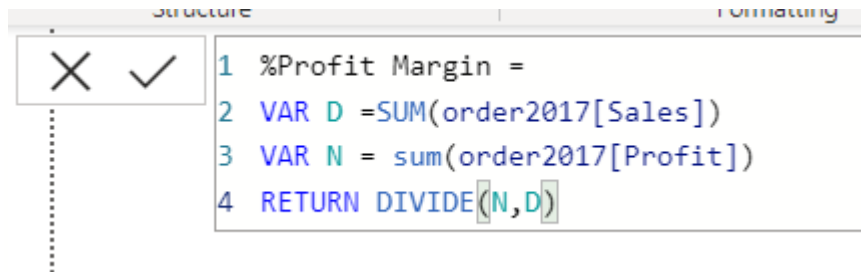 Structure Formatting
1 %Profit Margin =
2 VAR D =SUM(order2017[Sales])
3 VAR N = sum(order2017[Profit])
4 RETURN DIVIDE(N,D)